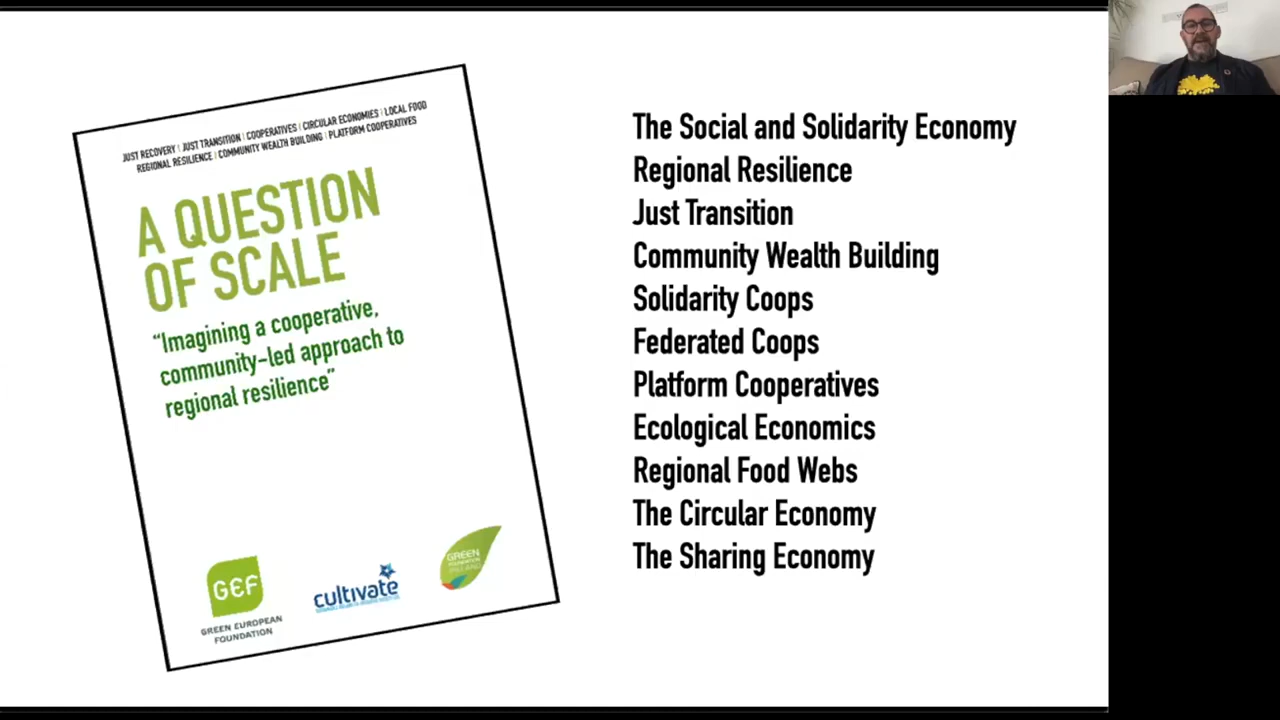 JUST RECOVERY | JUST TRANSITION | COOPERATIVES | CIRCULAR ECONOMIES | LOCAL FOOD
REGIONAL RESILIENCE | COMMUNITY WEALTH BUILDING | PLATFORM COOPERATIVES
A QUESTION
OF SCALE
“Imagining a cooperative,
community-led approach to
regional resilience”
GEF
GREEN EUROPEAN
FOUNDATION
cultivate
GREEN
FOUNDATION
IRELAND
The Social and Solidarity Economy
Regional Resilience
Just Transition
Community Wealth Building
Solidarity Coops
Federated Coops
Platform Cooperatives
Ecological Economics
Regional Food Webs
The Circular Economy
The Sharing Economy